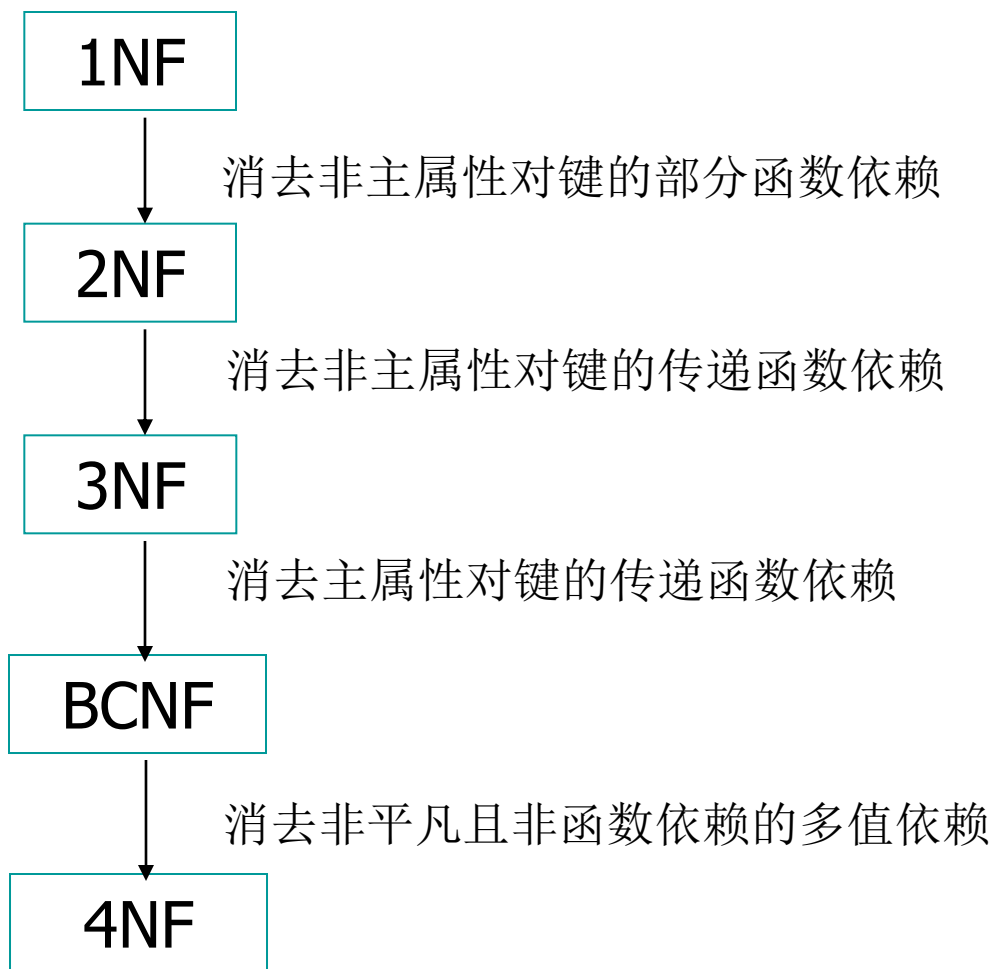 1NF
消去非主属性对键的部分函数依赖
2NF
消去非主属性对键的传递函数依赖
3NF
消去主属性对键的传递函数依赖
BCNF
消去非平凡且非函数依赖的多值依赖
4NF